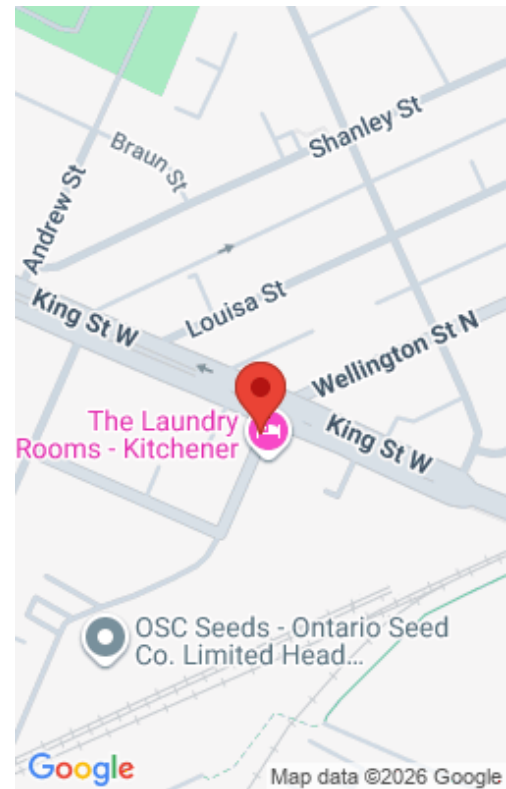 Shanley St
Braun St
Andrew St
Louisa St
King St W
Wellington St N
The Laundry
Rooms - Kitchener
King St W
OSC Seeds - Ontario Seed
Co. Limited Head...
Google
Map data ©2026 Google